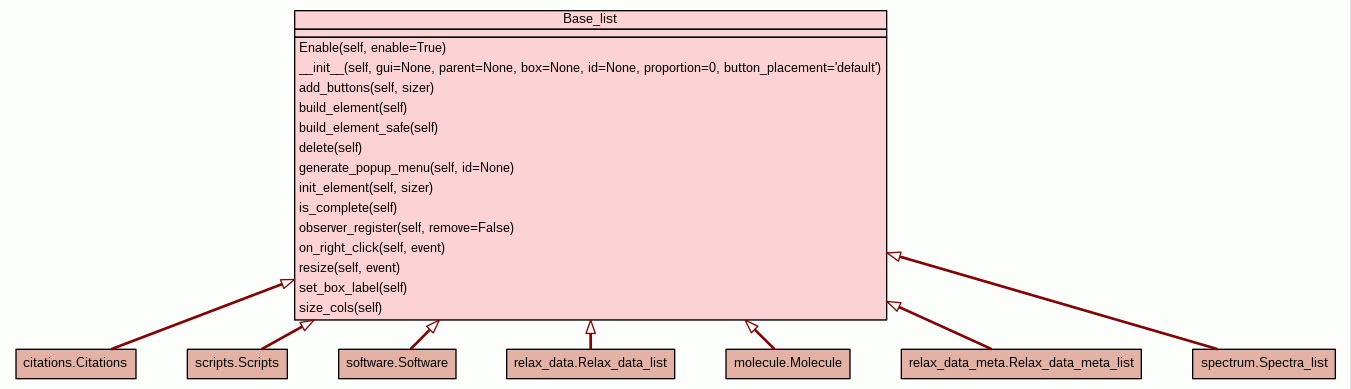 Base_list
Enable(self, enable=True)
__init__(self, gui=None, parent=None, box=None, id=None, proportion=0, button_placement='default')
add_buttons(self, sizer)
build_element(self)
build_element_safe(self)
delete(self)
generate_popup_menu(self, id=None)
init_element(self, sizer)
is_complete(self)
observer_register(self, remove=False)
on_right_click(self, event)
resize(self, event)
set_box_label(self)
size_cols(self)
citations.Citations
scripts.Scripts
software.Software
relax_data.Relax_data_list
molecule.Molecule
relax_data_meta.Relax_data_meta_list
spectrum.Spectra_list